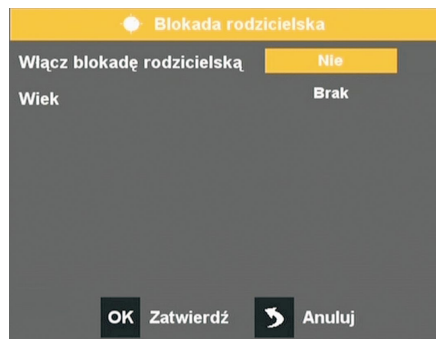 Blokada rodzicielska
Włącz blokadę rodzicielską Nie
Wiek Brak
OK Zatwierdź Anuluj